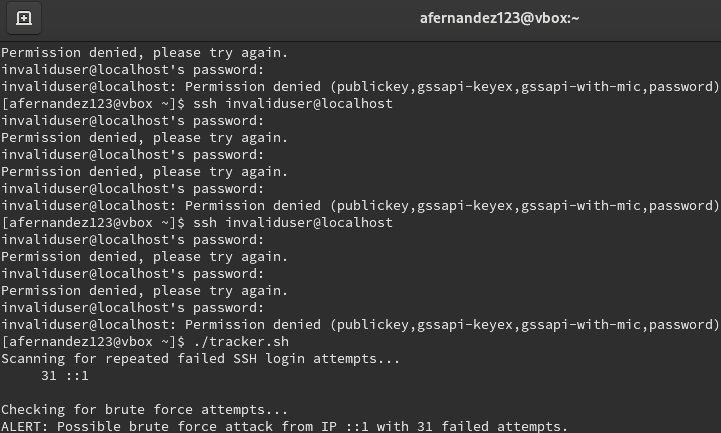 afernandez123@vbox:~
Permission denied, please try again.
invaliduser@localhost's password:
invaliduser@localhost: Permission denied (publickey,gssapi-keyex,gssapi-with-mic,password)
[afernandez123@vbox ~]$ ssh invaliduser@localhost
invaliduser@localhost's password:
Permission denied, please try again.
invaliduser@localhost's password:
Permission denied, please try again.
invaliduser@localhost's password:
invaliduser@localhost: Permission denied (publickey,gssapi-keyex,gssapi-with-mic,password)
[afernandez123@vbox ~]$ ssh invaliduser@localhost
invaliduser@localhost's password:
Permission denied, please try again.
invaliduser@localhost's password:
Permission denied, please try again.
invaliduser@localhost's password:
invaliduser@localhost: Permission denied (publickey,gssapi-keyex,gssapi-with-mic,password)
[afernandez123@vbox ~]$ ./tracker.sh
Scanning for repeated failed SSH login attempts...
31 ::1
Checking for brute force attempts...
ALERT: Possible brute force attack from IP ::1 with 31 failed attempts.